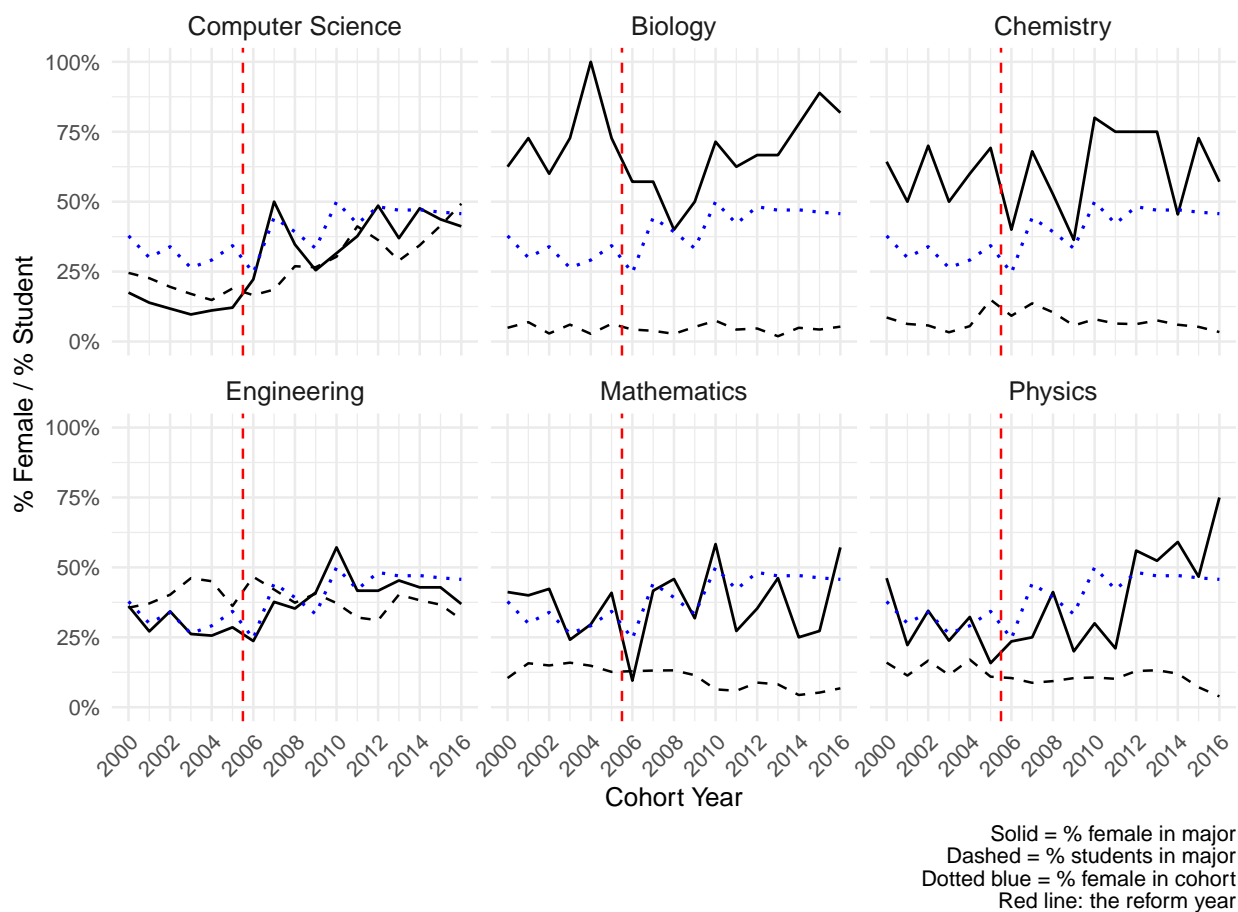 Computer Science
Biology
Chemistry
100%
75%
50%
25%
0%
Engineering
Mathematics
Physics
100%
75%
50%
25%
0%
% Female / % Student
2000 2002 2004 2006 2008 2010 2012 2014 2016
2000 2002 2004 2006 2008 2010 2012 2014 2016
2000 2002 2004 2006 2008 2010 2012 2014 2016
Cohort Year
Solid = % female in major
Dashed = % students in major
Dotted blue = % female in cohort
Red line: the reform year